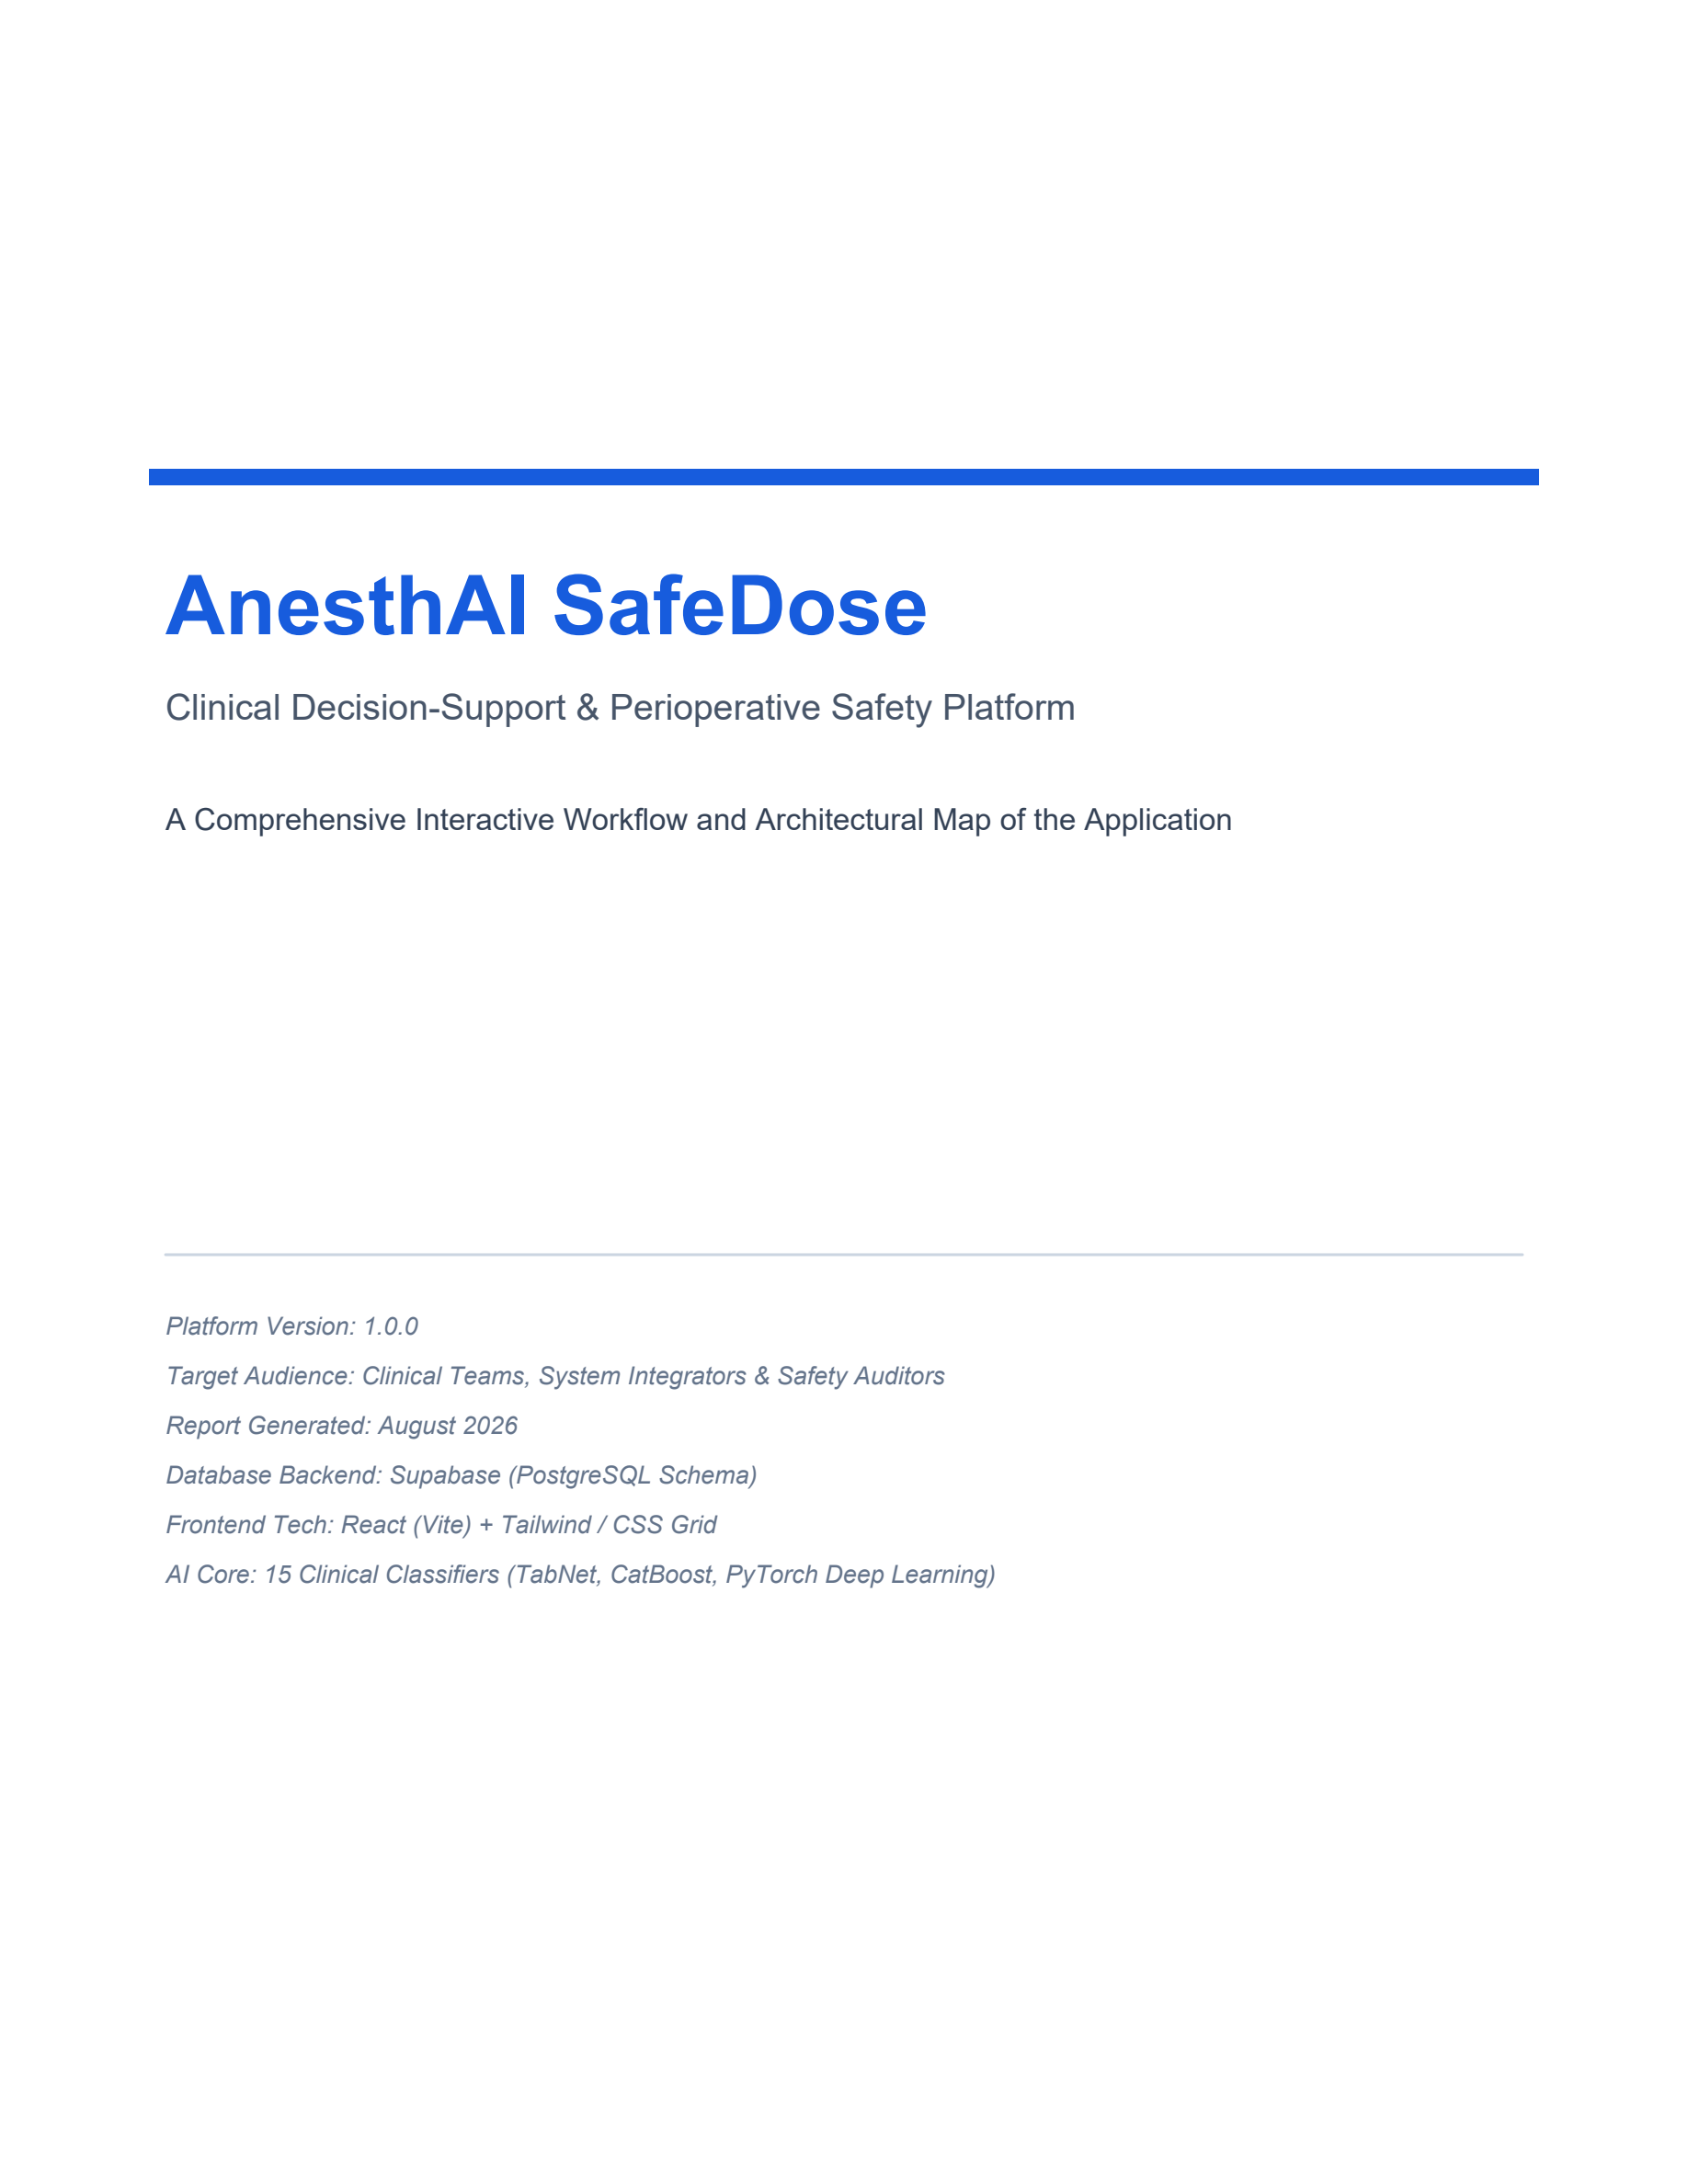 AnesthAI SafeDose
Clinical Decision-Support & Perioperative Safety Platform
A Comprehensive Interactive Workflow and Architectural Map of the Application
Platform Version: 1.0.0
Target Audience: Clinical Teams, System Integrators & Safety Auditors
Report Generated: August 2026
Database Backend: Supabase (PostgreSQL Schema)
Frontend Tech: React (Vite) + Tailwind / CSS Grid
AI Core: 15 Clinical Classifiers (TabNet, CatBoost, PyTorch Deep Learning)